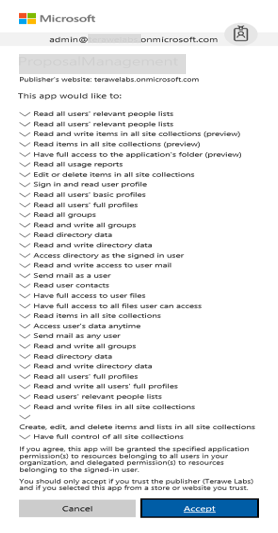 Microsoft
admin@ onmicrosoft.com
ProposalManagement
Publisher's website: terawelabs.onmicrosoft.com
This app would like to:
Read all users' relevant people lists
Read all users' relevant people lists
Read and write items in all site collections (preview)
Read items in all site collections (preview)
Have full access to the application's folder (preview)
Read all usage reports
Edit or delete items in all site collections
Sign in and read user profile
Read all users' basic profiles
Read all users' full profiles
Read all groups
Read and write all groups
Read directory data
Read and write directory data
Access directory as the signed in user
Read and write access to user mail
Send mail as a user
Read user contacts
Have full access to user files
Have full access to all files user can access
Read items in all site collections
Access user's data anytime
Send mail as any user
Read and write all groups
Read directory data
Read and write directory data
Read all users' full profiles
Read and write all users' full profiles
Read users' relevant people lists
Read and write files in all site collections
Create, edit, and delete items and lists in all site collections
Have full control of all site collections
If you agree, this app will be granted the specified application
permission(s) to resources belonging to all users in your
organization, and delegated permission(s) to resources
belonging to the signed-in user.
You should only accept if you trust the publisher (Terawe Labs)
and if you selected this app from a store or website you trust.
Cancel
Accept